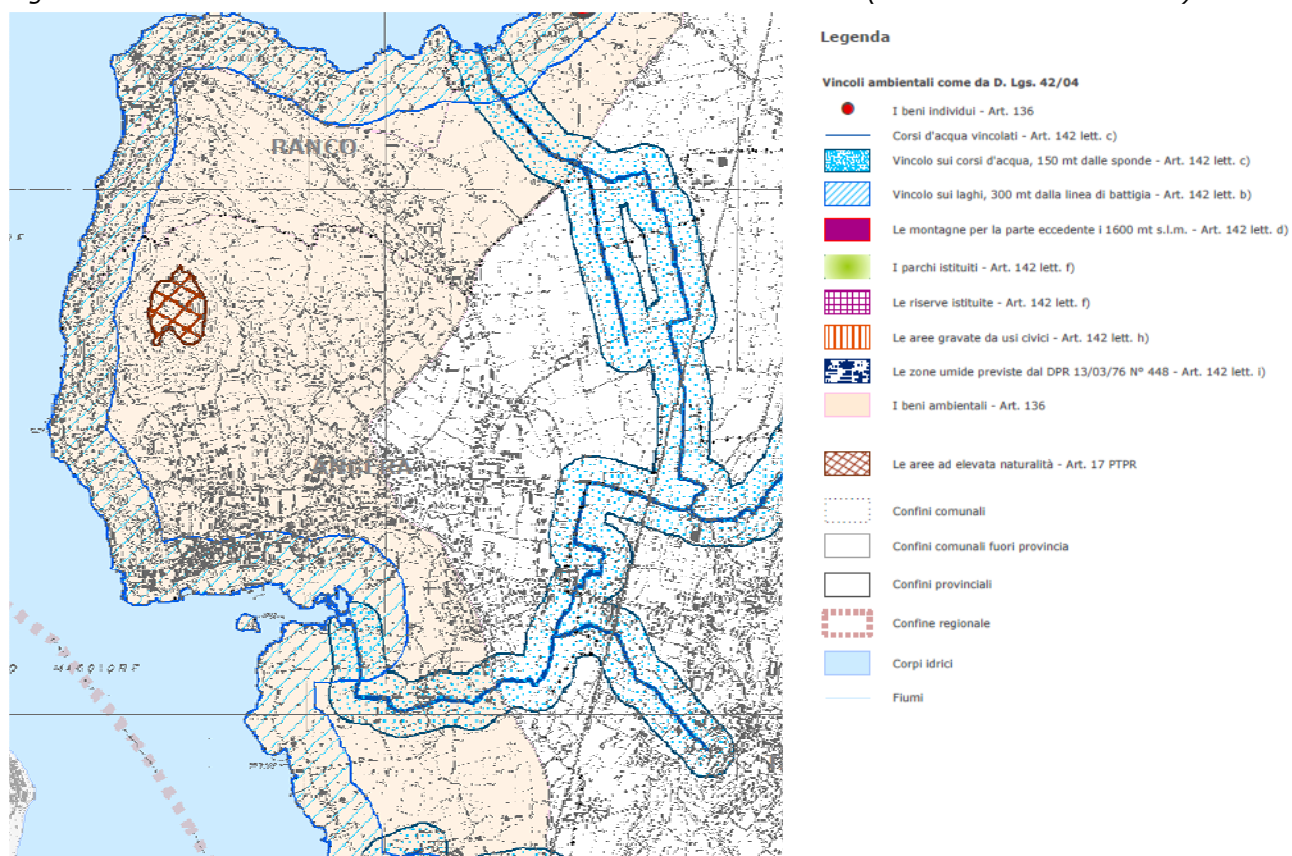 Legenda
Vincoli ambientali come da D. Lgs. 42/04
I beni individui - Art. 136
Corsi d'acqua vincolati - Art. 142 lett. c)
Vincolo sui corsi d'acqua, 150 mt dalle sponde - Art. 142 lett. c)
Vincolo sui laghi, 300 mt dalla linea di battigia - Art. 142 lett. b)
Le montagne per la parte eccedente i 1600 mt s.l.m. - Art. 142 lett. d)
I parchi istituiti - Art. 142 lett. f)
Le riserve istituite - Art. 142 lett. f)
Le aree gravate da usi civici - Art. 142 lett. h)
Le zone umide previste dal DPR 13/03/76 N° 448 - Art. 142 lett. i)
I beni ambientali - Art. 136
Le aree ad elevata naturalità - Art. 17 PTPR
Confini comunali
Confini comunali fuori provincia
Confini provinciali
Confine regionale
Corpi idrici
Fiumi
RANCO
ANGERA
MAGGIORE